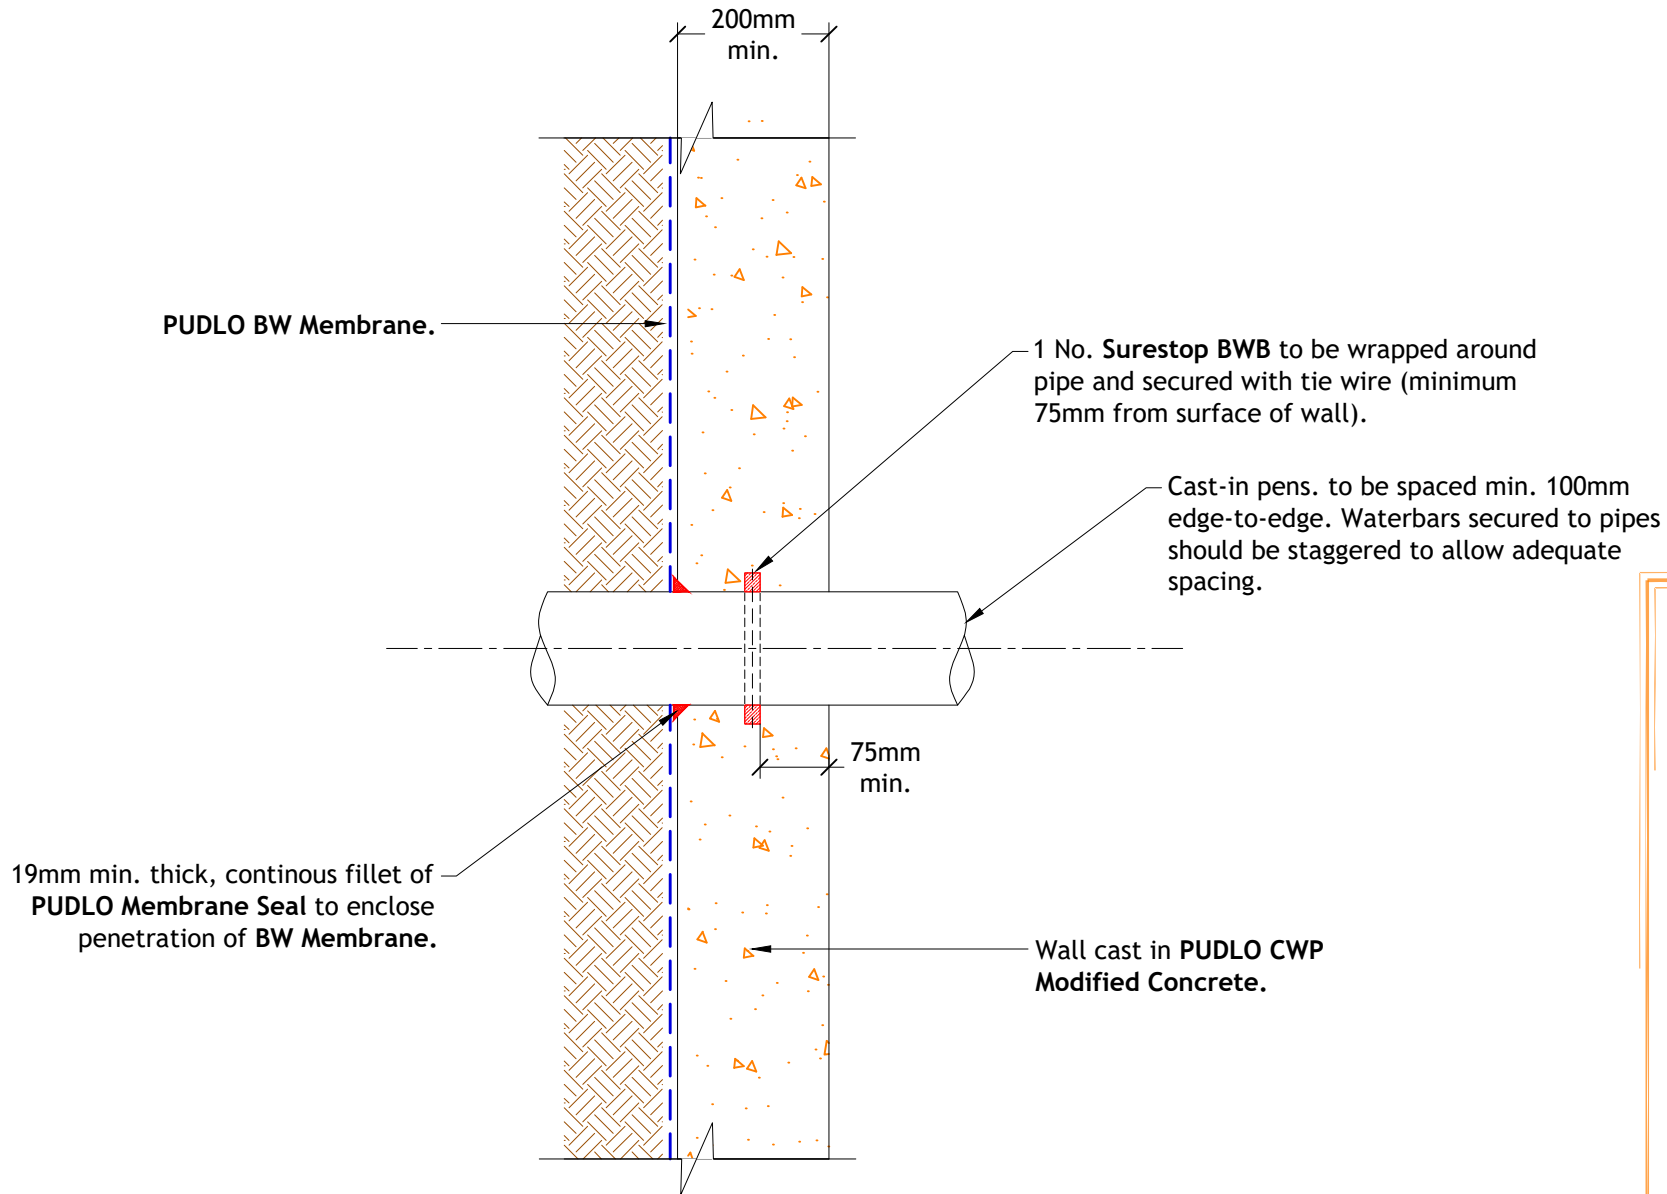 200mm
min.
PUDLO BW Membrane.
1 No. Surestop BWB to be wrapped around
pipe and secured with tie wire (minimum
75mm from surface of wall).
Cast-in pens. to be spaced min. 100mm
edge-to-edge. Waterbars secured to pipes
should be staggered to allow adequate
spacing.
75mm
min.
19mm min. thick, continous fillet of
PUDLO Membrane Seal to enclose
penetration of BW Membrane.
Wall cast in PUDLO CWP
Modified Concrete.